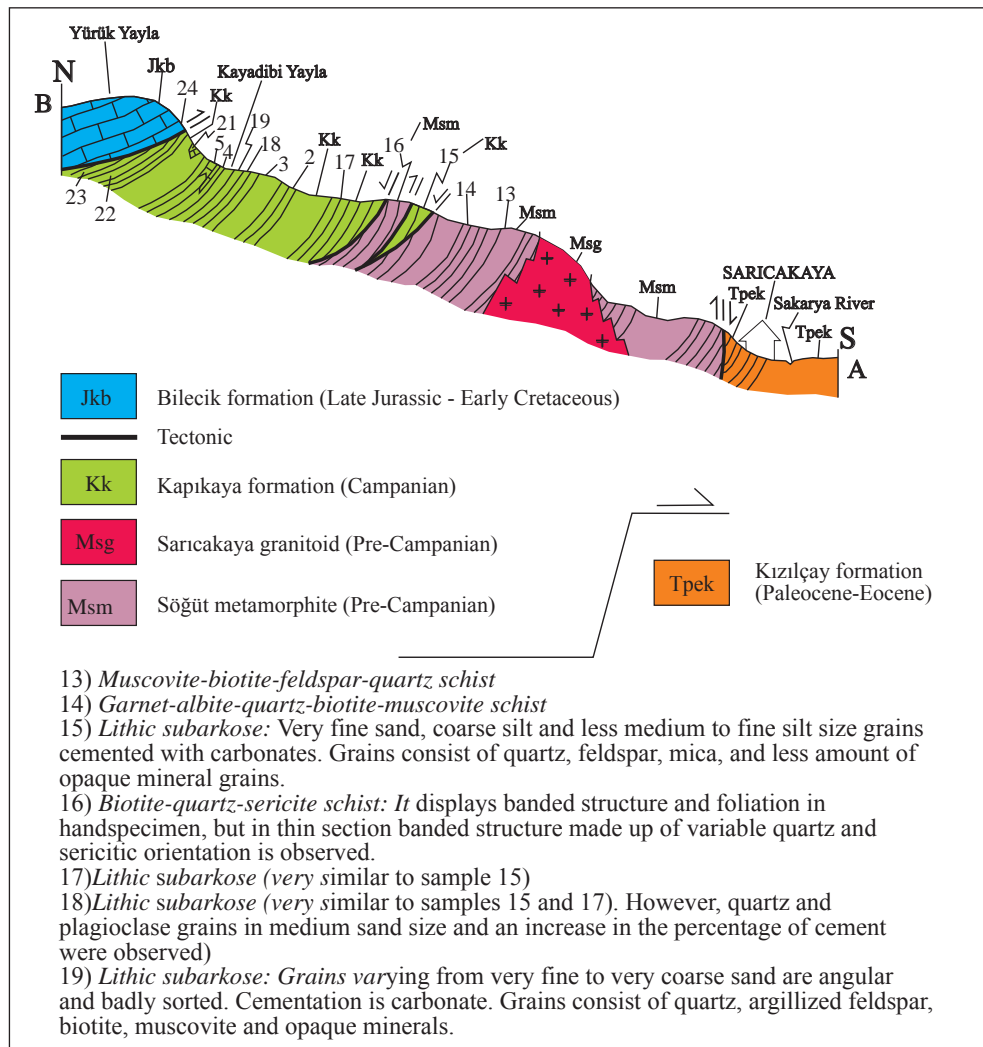 Yürük Yayla
N
B
Jkb
24
Kk
Kayadibi Yayla
21
19
5
4
18
3
2
Kk
17
Kk
16
Msm
15
Kk
14
13
Msm
Msg
Msm
SARICAKAYA
Tpek
Sakarya River
Tpek
S
A
23
22
Jkb Bilecik formation (Late Jurassic - Early Cretaceous)
Tectonic
Kk Kapıkaya formation (Campanian)
Msg Sarıcakaya granitoid (Pre-Campanian)
Msm Söğüt metamorphite (Pre-Campanian)
Tpek Kızılçay formation
(Paleocene-Eocene)
13) Muscovite-biotite-feldspar-quartz schist
14) Garnet-albite-quartz-biotite-muscovite schist
15) Lithic subarkose: Very fine sand, coarse silt and less medium to fine silt size grains
cemented with carbonates. Grains consist of quartz, feldspar, mica, and less amount of
opaque mineral grains.
16) Biotite-quartz-sericite schist: It displays banded structure and foliation in
handspecimen, but in thin section banded structure made up of variable quartz and
sericitic orientation is observed.
17)Lithic subarkose (very similar to sample 15)
18)Lithic subarkose (very similar to samples 15 and 17). However, quartz and
plagioclase grains in medium sand size and an increase in the percentage of cement
were observed)
19) Lithic subarkose: Grains varying from very fine to very coarse sand are angular
and badly sorted. Cementation is carbonate. Grains consist of quartz, argillized feldspar,
biotite, muscovite and opaque minerals.